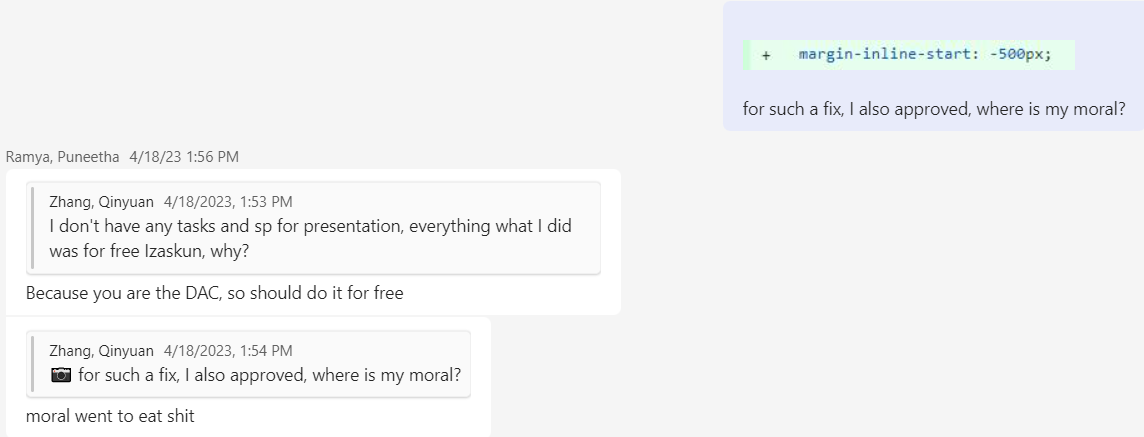 + margin-inline-start: -500px;
for such a fix, I also approved, where is my moral?
Ramya, Puneetha 4/18/23 1:56 PM
Zhang, Qinyuan 4/18/2023, 1:53 PM
I don't have any tasks and sp for presentation, everything what I did
was for free Izaskun, why?
Because you are the DAC, so should do it for free
Zhang, Qinyuan 4/18/2023, 1:54 PM
📷 for such a fix, I also approved, where is my moral?
moral went to eat shit